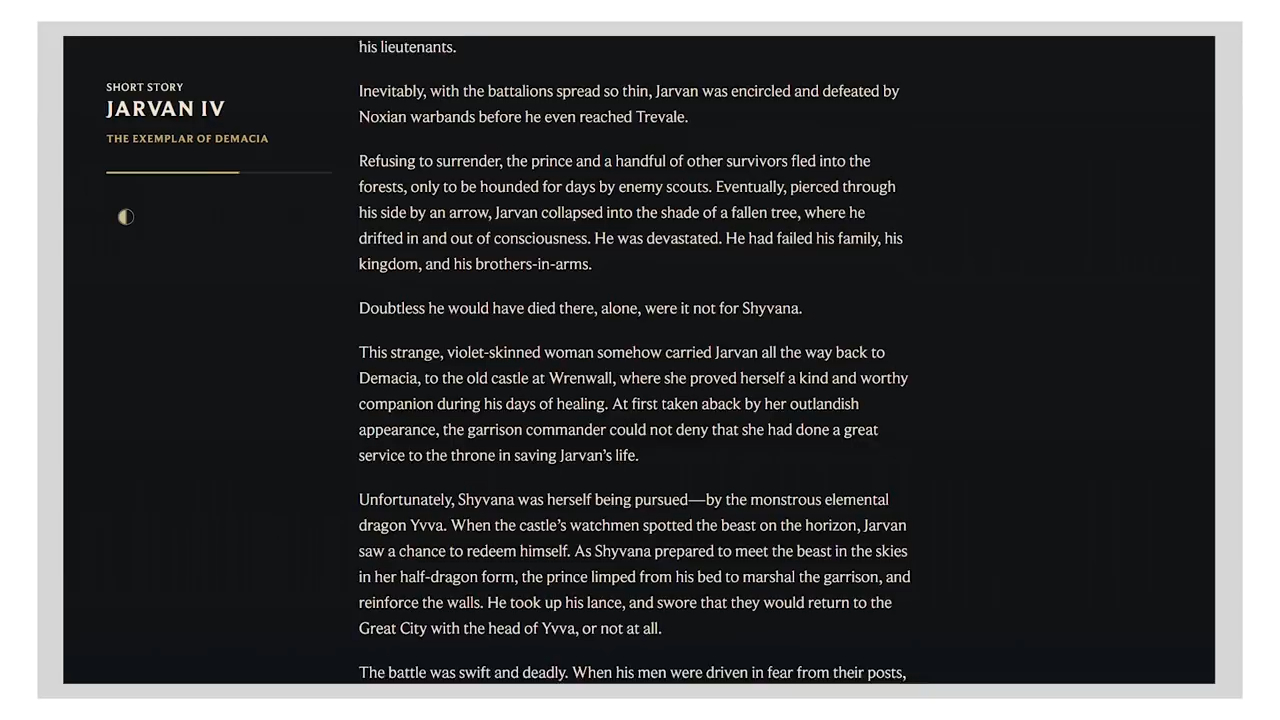 SHORT STORY
JARVAN IV
THE EXEMPLAR OF DEMACIA
his lieutenants.
Inevitably, with the battalions spread so thin, Jarvan was encircled and defeated by
Noxian warbands before he even reached Trevale.
Refusing to surrender, the prince and a handful of other survivors fled into the
forests, only to be hounded for days by enemy scouts. Eventually, pierced through
his side by an arrow, Jarvan collapsed into the shade of a fallen tree, where he
drifted in and out of consciousness. He was devastated. He had failed his family, his
kingdom, and his brothers-in-arms.
Doubtless he would have died there, alone, were it not for Shyvana.
This strange, violet-skinned woman somehow carried Jarvan all the way back to
Demacia, to the old castle at Wrenwall, where she proved herself a kind and worthy
companion during his days of healing. At first taken aback by her outlandish
appearance, the garrison commander could not deny that she had done a great
service to the throne in saving Jarvan’s life.
Unfortunately, Shyvana was herself being pursued—by the monstrous elemental
dragon Yvva. When the castle’s watchmen spotted the beast on the horizon, Jarvan
saw a chance to redeem himself. As Shyvana prepared to meet the beast in the skies
in her half-dragon form, the prince limped from his bed to marshal the garrison, and
reinforce the walls. He took up his lance, and swore that they would return to the
Great City with the head of Yvva, or not at all.
The battle was swift and deadly. When his men were driven in fear from their posts,